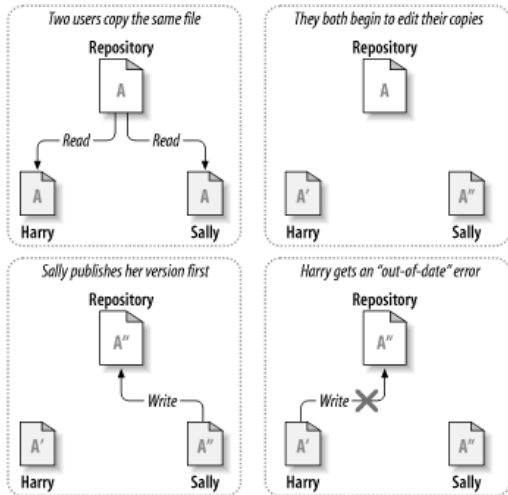 Two users copy the same file
Repository
A
Read
Read
A
A
Harry
Sally
They both begin to edit their copies
Repository
A
A′
A″
Harry
Sally
Sally publishes her version first
Repository
A″
Write
A′
A″
Harry
Sally
Harry gets an “out-of-date” error
Repository
A″
Write
A′
A″
Harry
Sally